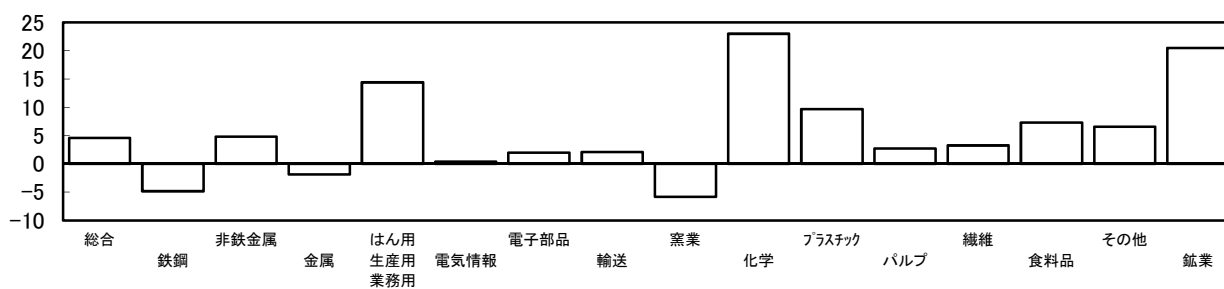 25
20
15
10
5
0
-5
-10
総合
鉄鋼
非鉄金属
金属
はん用
生産用
業務用
電気情報
電子部品
輸送
窯業
化学
プラスチック
パルプ
繊維
食料品
その他
鉱業